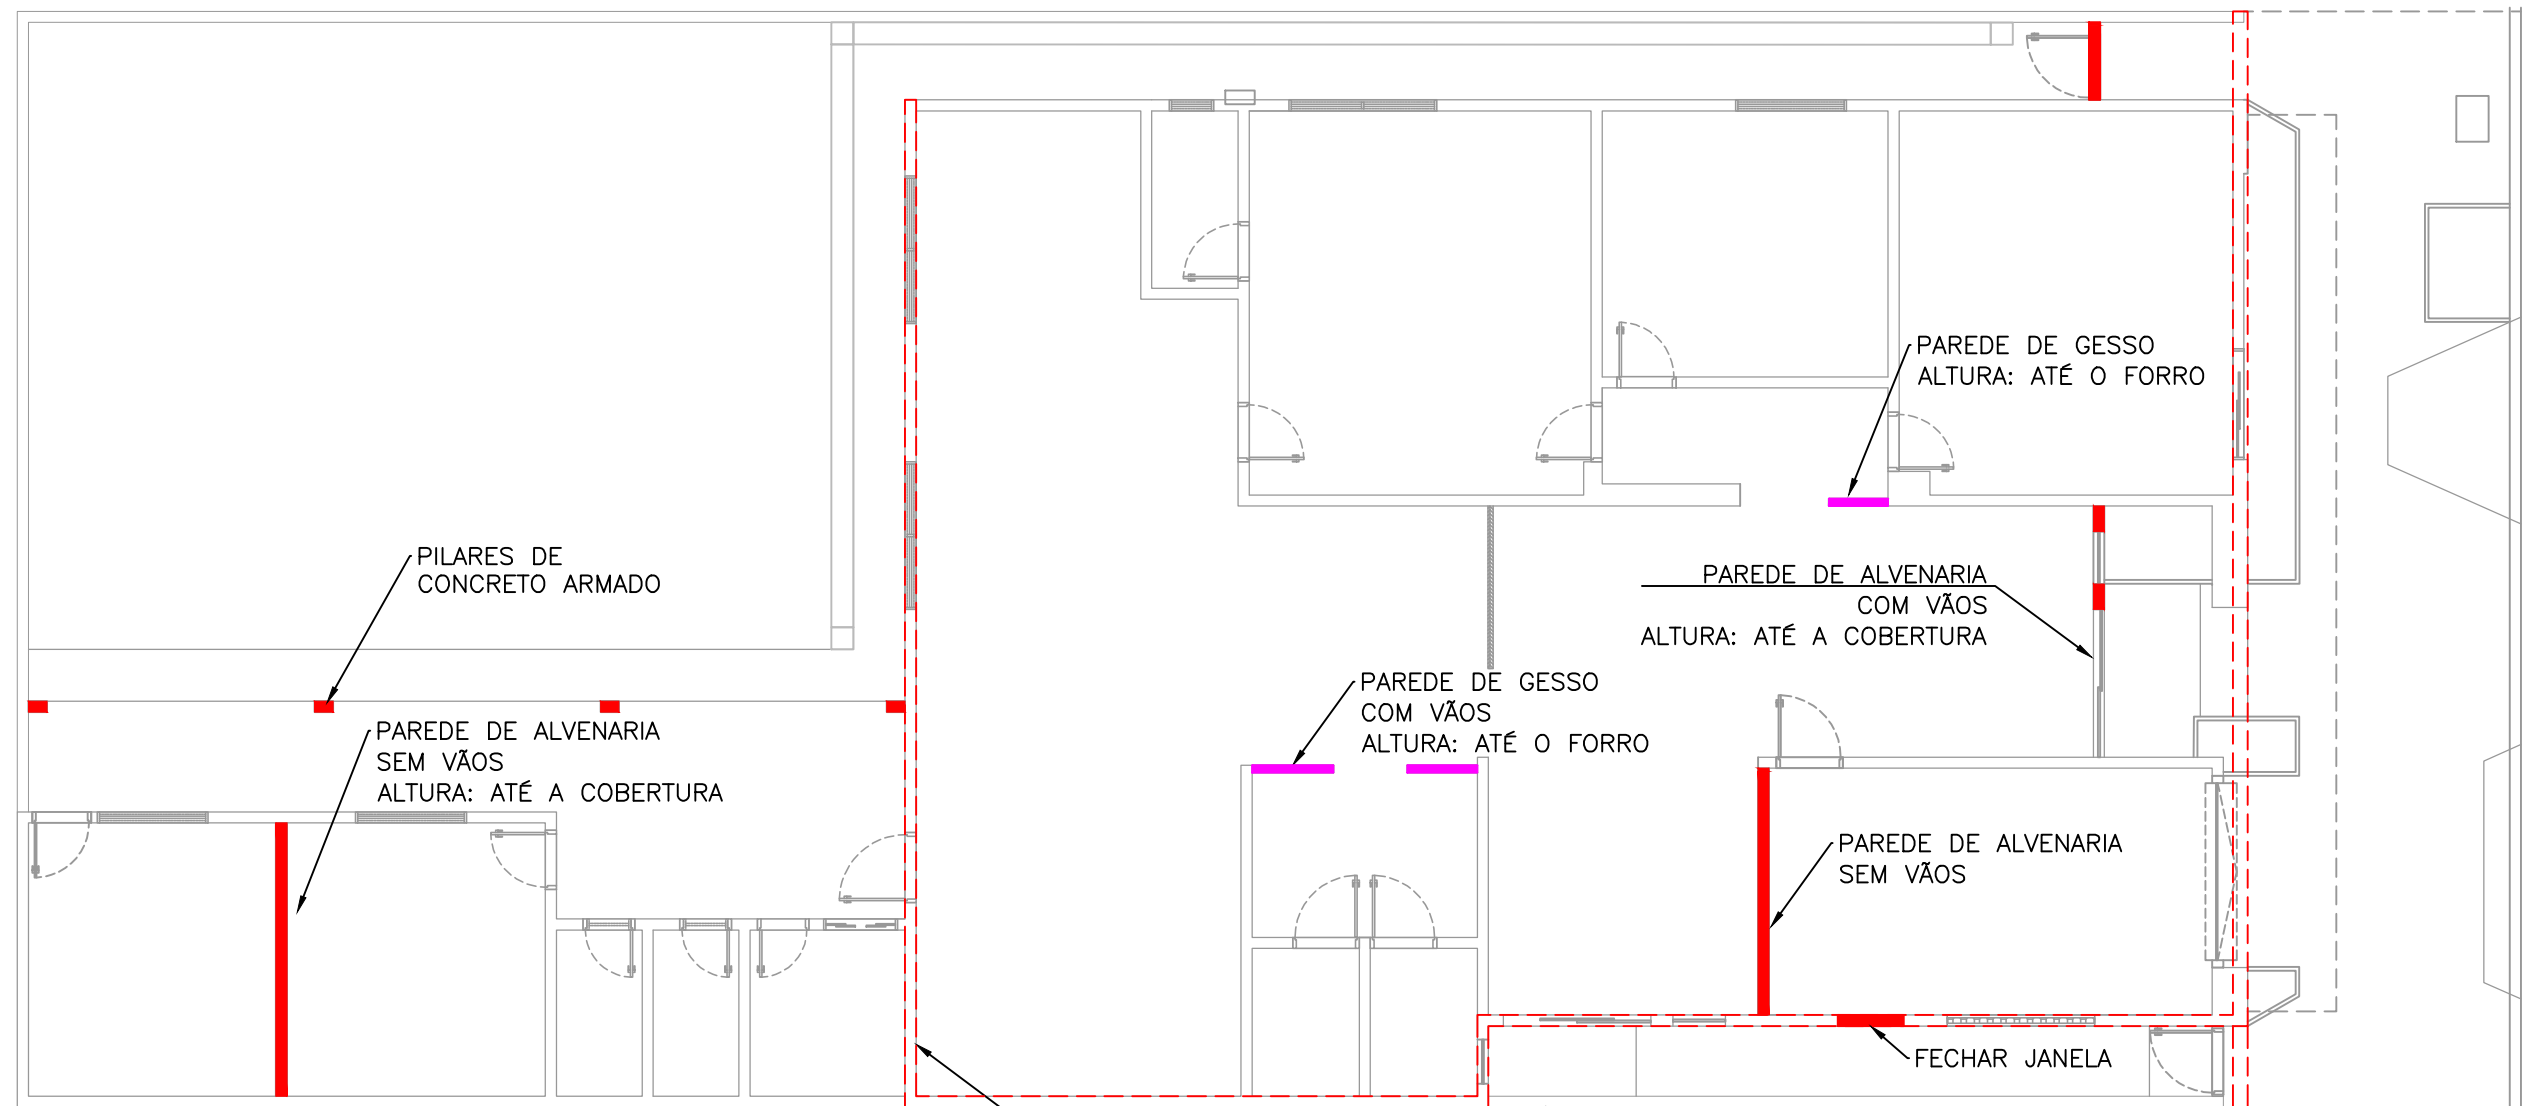 PAREDE DE GESSO
ALTURA: ATÉ O FORRO
PILARES DE
CONCRETO ARMADO
PAREDE DE ALVENARIA
COM VÃOS
ALTURA: ATÉ A COBERTURA
PAREDE DE GESSO
COM VÃOS
ALTURA: ATÉ O FORRO
PAREDE DE ALVENARIA
SEM VÃOS
ALTURA: ATÉ A COBERTURA
PAREDE DE ALVENARIA
SEM VÃOS
FECHAR JANELA